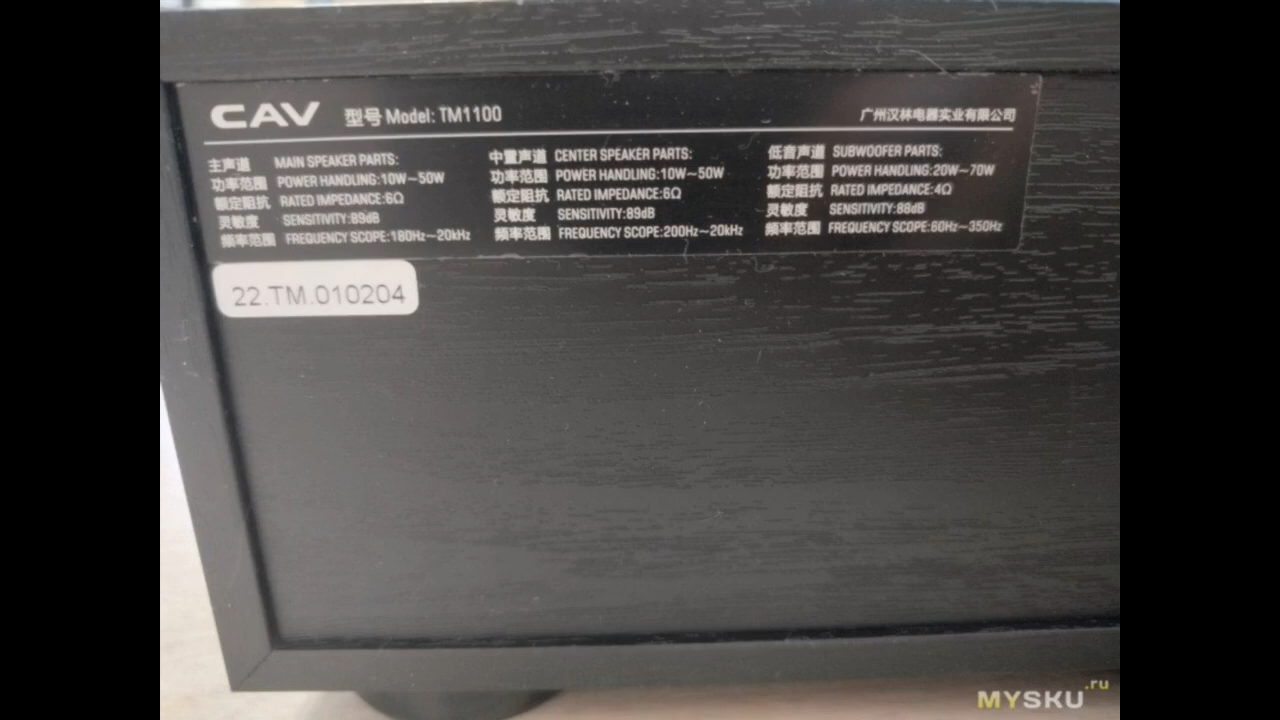 CAV 型号 Model: TM1100 广州汉林电器实业有限公司
主声道 MAIN SPEAKER PARTS:
功率范围 POWER HANDLING:10W~50W
额定阻抗 RATED IMPEDANCE:6Ω
灵敏度 SENSITIVITY:89dB
频率范围 FREQUENCY SCOPE:180Hz~20kHz
中置声道 CENTER SPEAKER PARTS:
功率范围 POWER HANDLING:10W~50W
额定阻抗 RATED IMPEDANCE:6Ω
灵敏度 SENSITIVITY:89dB
频率范围 FREQUENCY SCOPE:200Hz~20kHz
低音声道 SUBWOOFER PARTS:
功率范围 POWER HANDLING:20W~70W
额定阻抗 RATED IMPEDANCE:4Ω
灵敏度 SENSITIVITY:86dB
频率范围 FREQUENCY SCOPE:60Hz~350Hz
22.TM.010204
MYSKU.ru